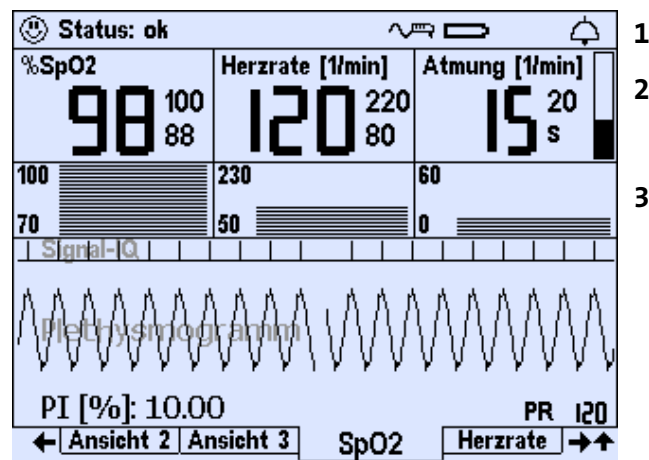 Status: ok
1
%SpO2 Herzrate [1/min] Atmung [1/min]
2
98 100 88 120 220 80 15 20 s
100 230 60
3
70 50 0
Signal-IQ
Plethysmogramm
PI [%]: 10.00 PR 120
Ansicht 2 Ansicht 3 SpO2 Herzrate